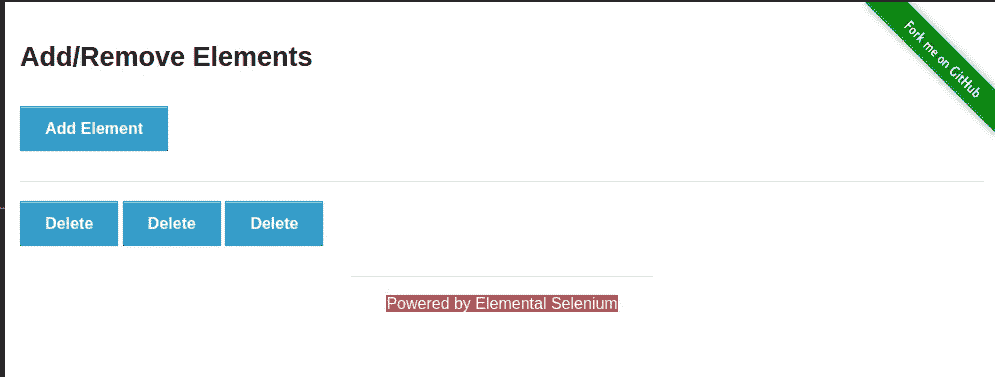 Fork me on GitHub
Add/Remove Elements
Add Element
Delete Delete Delete
Powered by Elemental Selenium